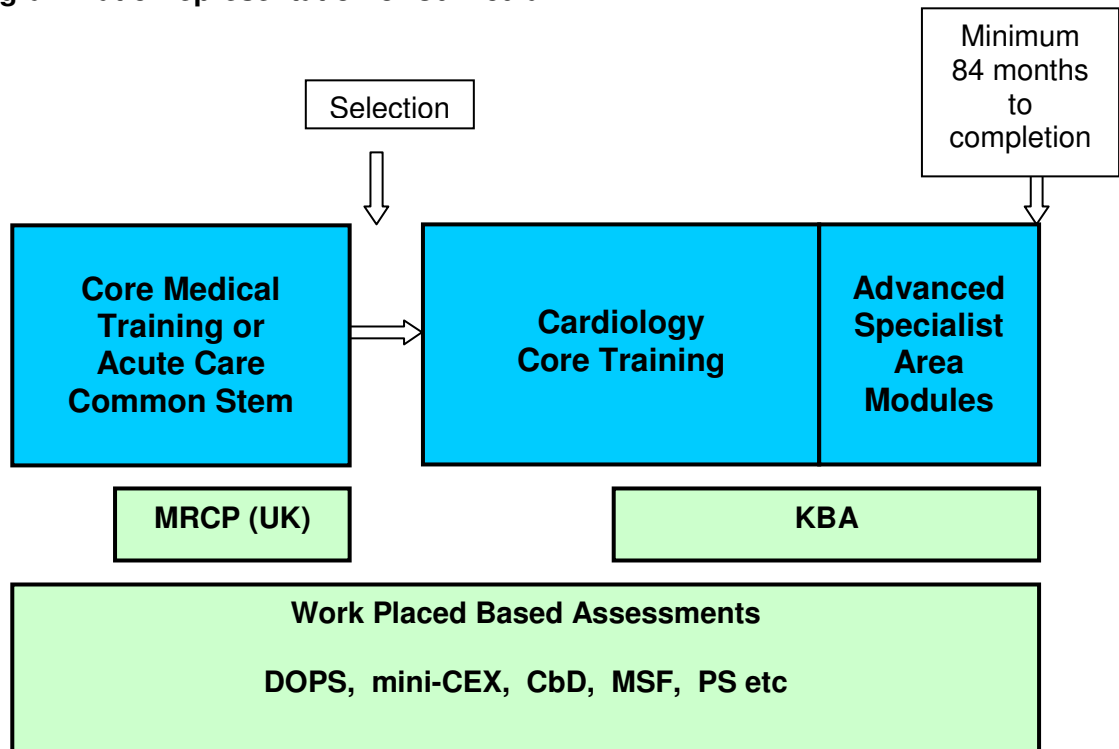 Minimum
84 months
to
completion
Selection
Core Medical
Training or
Acute Care
Common Stem
Cardiology
Core Training
Advanced
Specialist
Area
Modules
MRCP (UK)
KBA
Work Placed Based Assessments
DOPS, mini-CEX, CbD, MSF, PS etc